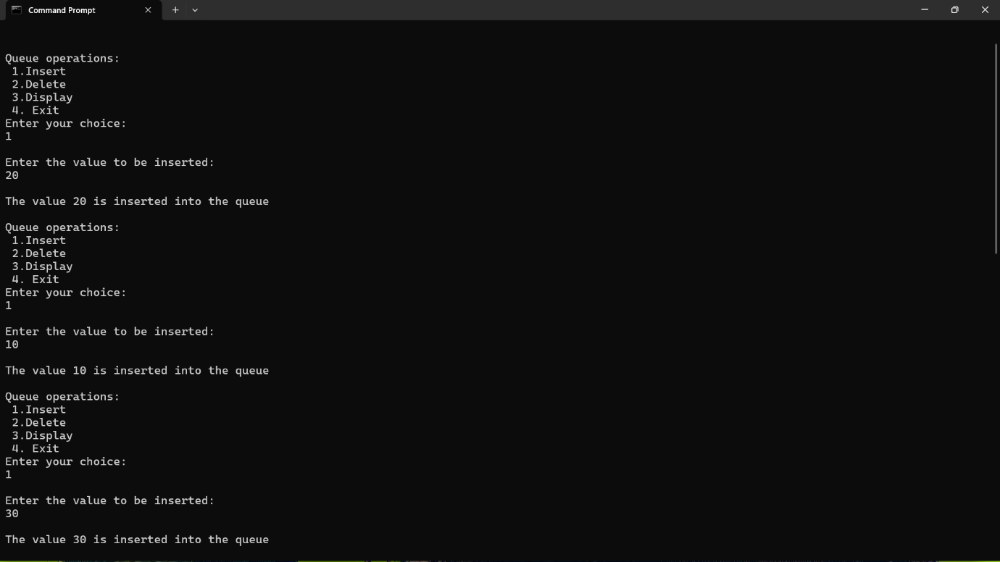 Command Prompt
Queue operations:
1.Insert
2.Delete
3.Display
4. Exit
Enter your choice:
1
Enter the value to be inserted:
20
The value 20 is inserted into the queue
Queue operations:
1.Insert
2.Delete
3.Display
4. Exit
Enter your choice:
1
Enter the value to be inserted:
10
The value 10 is inserted into the queue
Queue operations:
1.Insert
2.Delete
3.Display
4. Exit
Enter your choice:
1
Enter the value to be inserted:
30
The value 30 is inserted into the queue